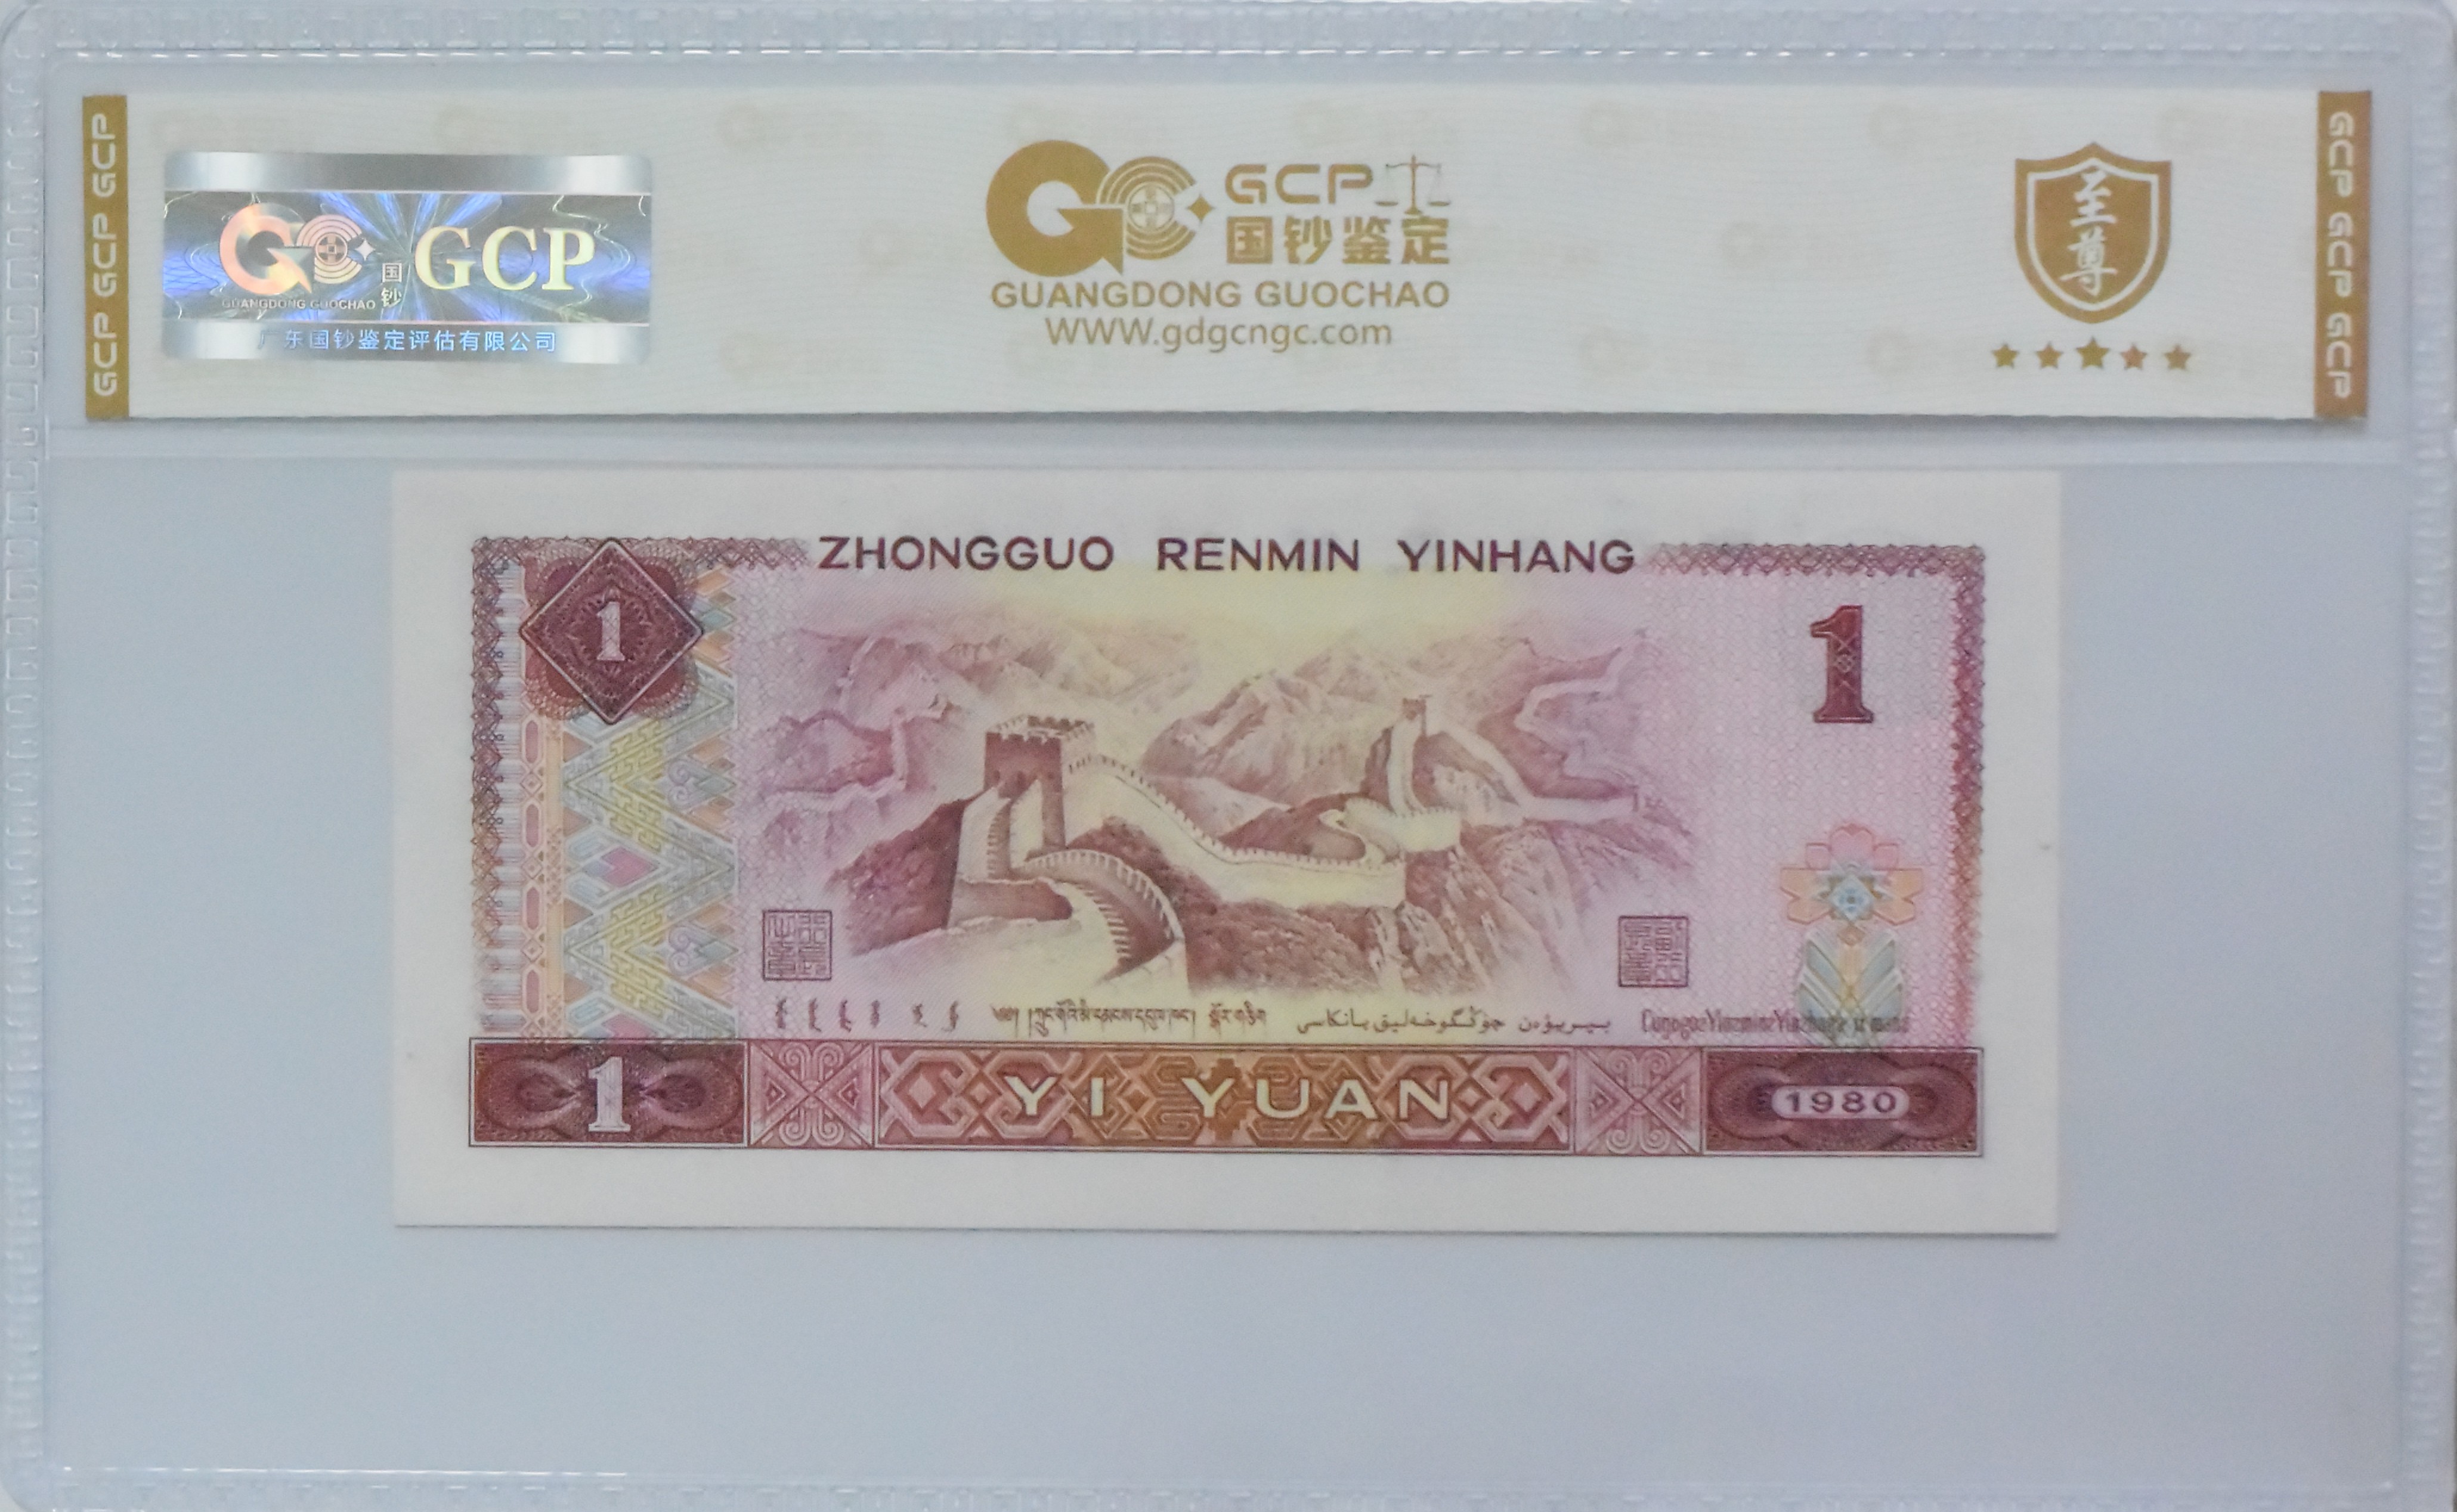 GCP GCP GCP
GCP
国钞
GUANGDONG GUOCHAO
广东国钞鉴定评估有限公司
GCP
国钞鉴定
GUANGDONG GUOCHAO
WWW.gdgcngc.com
至尊
GCP GCP GCP
ZHONGGUO RENMIN YINHANG
1
1
1
YI YUAN
1980